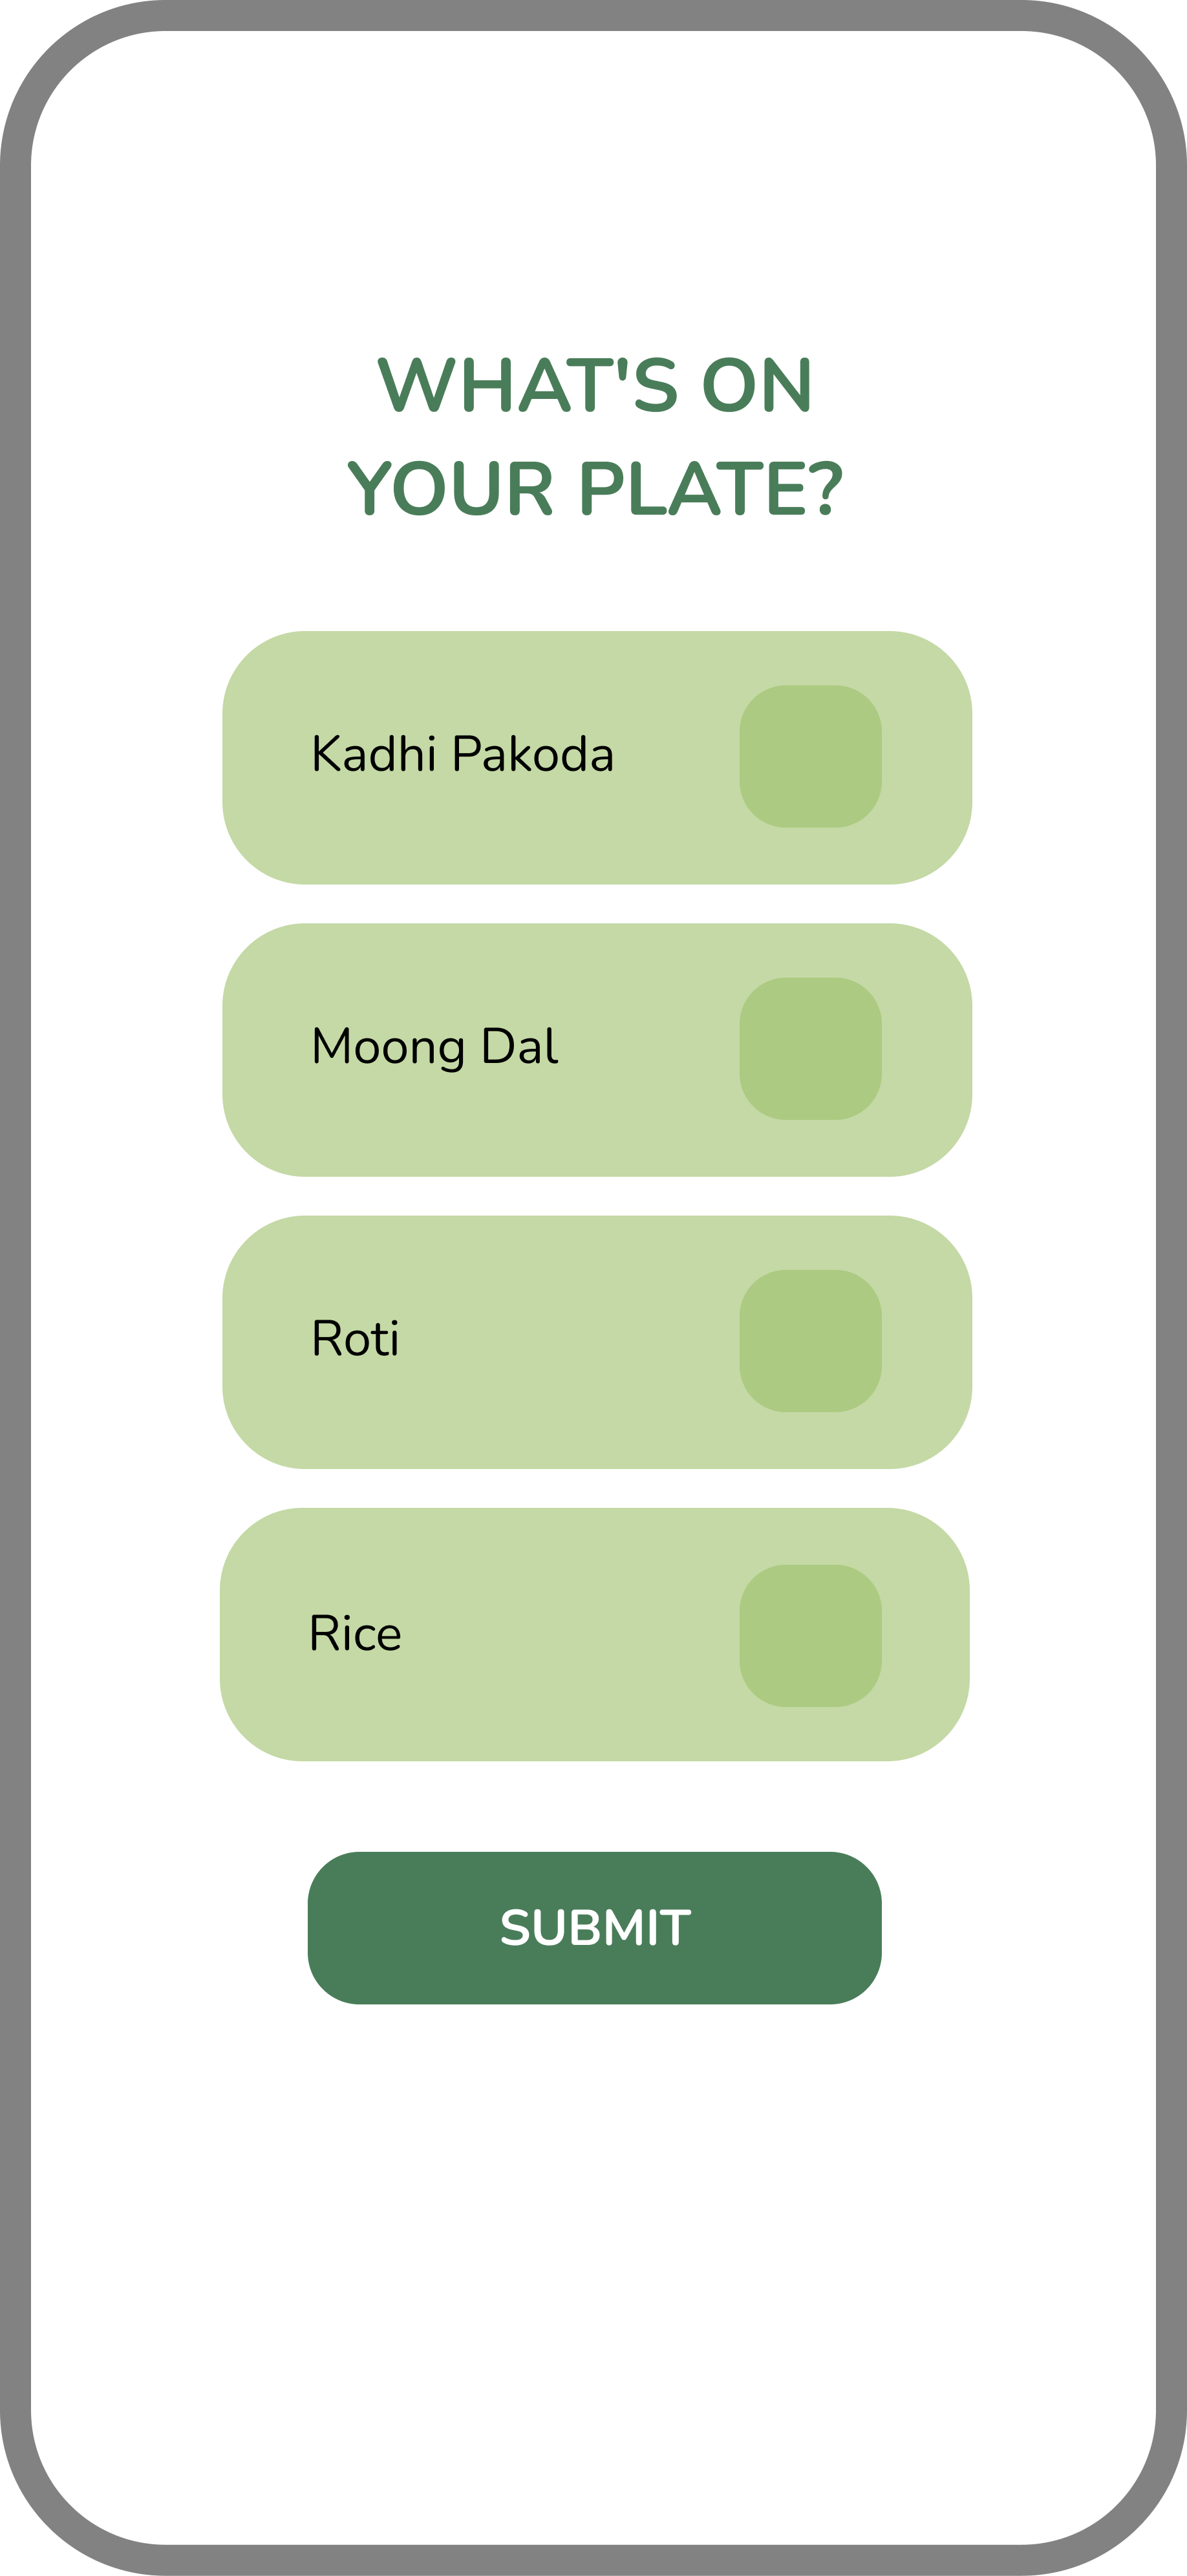 WHAT'S ON
YOUR PLATE?
Kadhi Pakoda
Moong Dal
Roti
Rice
SUBMIT